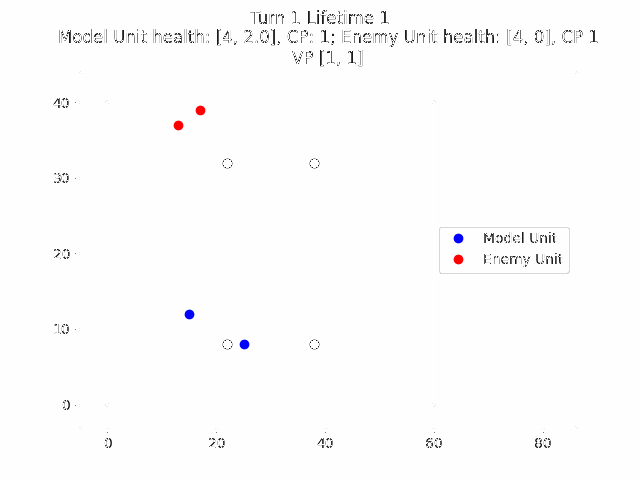 Turn 1 Lifetime 1
Model Unit health: [4, 2.0], CP: 1; Enemy Unit health: [4, 0], CP 1
VP [1, 1]
40
30
20
10
0
Model Unit
Enemy Unit
0 20 40 60 80